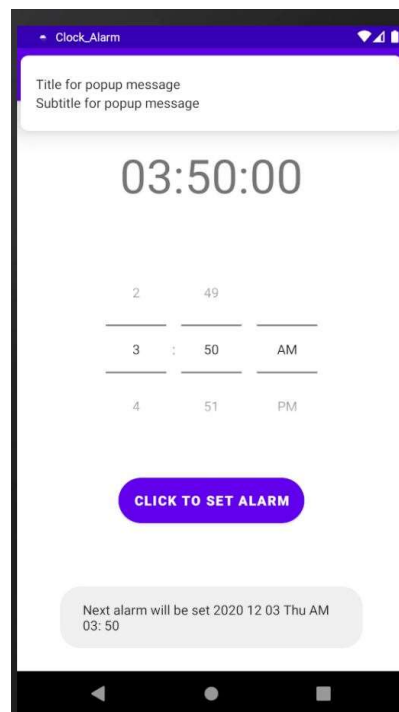 Clock_Alarm
Title for popup message
Subtitle for popup message
03:50:00
2 49
3 : 50 AM
4 51 PM
CLICK TO SET ALARM
Next alarm will be set 2020 12 03 Thu AM
03: 50